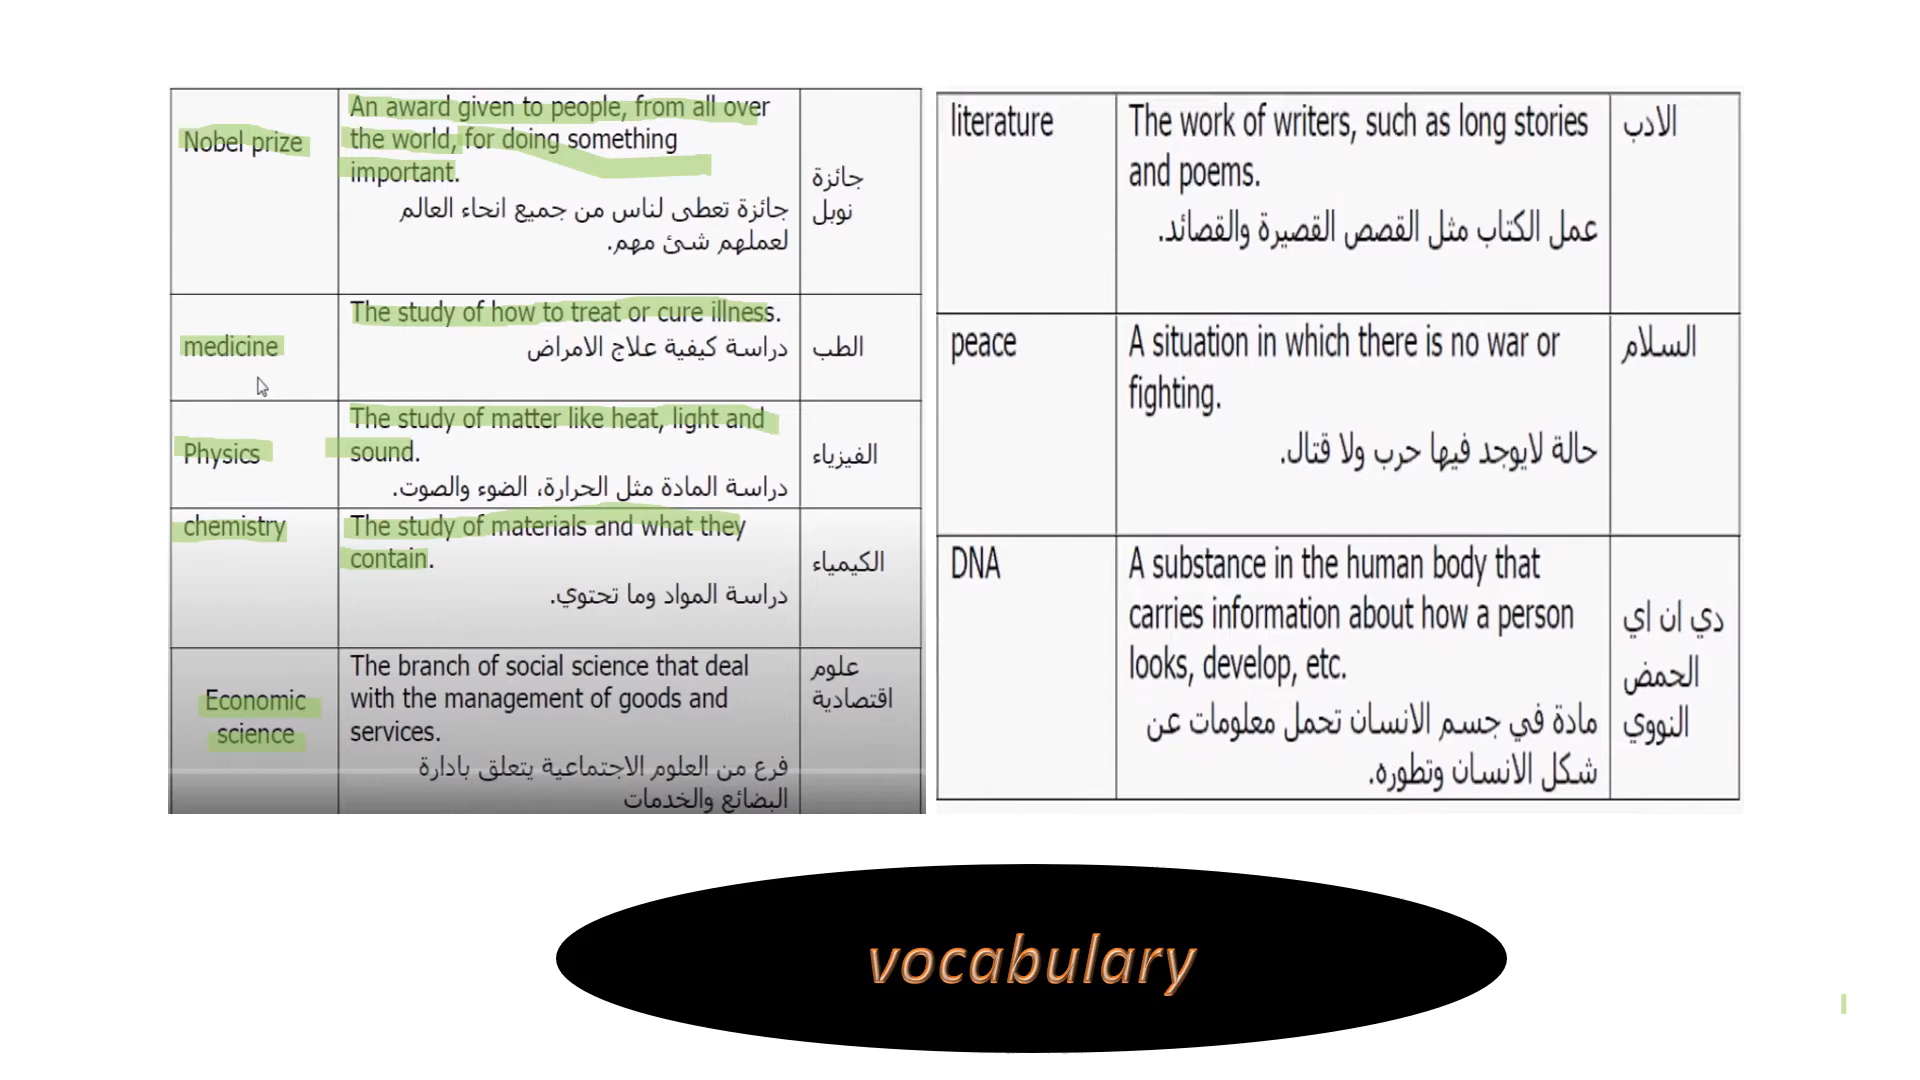 Nobel prize
An award given to people, from all over
the world, for doing something
important.
جائزة تعطى لناس من جميع انحاء العالم
لعملهم شئ مهم.
جائزة
نوبل
medicine
The study of how to treat or cure illness.
دراسة كيفية علاج الامراض
الطب
Physics
The study of matter like heat, light and
sound.
دراسة المادة مثل الحرارة، الضوء والصوت.
الفيزياء
chemistry
The study of materials and what they
contain.
دراسة المواد وما تحتوي.
الكيمياء
Economic
science
The branch of social science that deal
with the management of goods and
services.
فرع من العلوم الاجتماعية يتعلق بادارة
البضائع والخدمات
علوم
اقتصادية
literature
The work of writers, such as long stories
and poems.
عمل الكتاب مثل القصص القصيرة والقصائد.
الادب
peace
A situation in which there is no war or
fighting.
حالة لايوجد فيها حرب ولا قتال.
السلام
DNA
A substance in the human body that
carries information about how a person
looks, develop, etc.
مادة في جسم الانسان تحمل معلومات عن
شكل الانسان وتطوره.
دي ان اي
الحمض
النووي
vocabulary